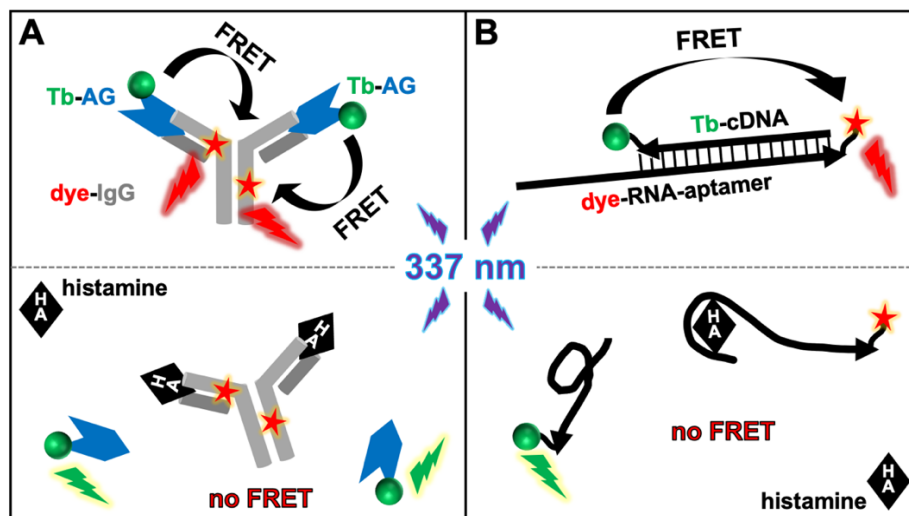 A
FRET
Tb-AG
Tb-AG
dye-IgG
FRET
B
FRET
Tb-cDNA
dye-RNA-aptamer
337 nm
histamine
HA
HA
HA
no FRET
HA
no FRET
HA
histamine